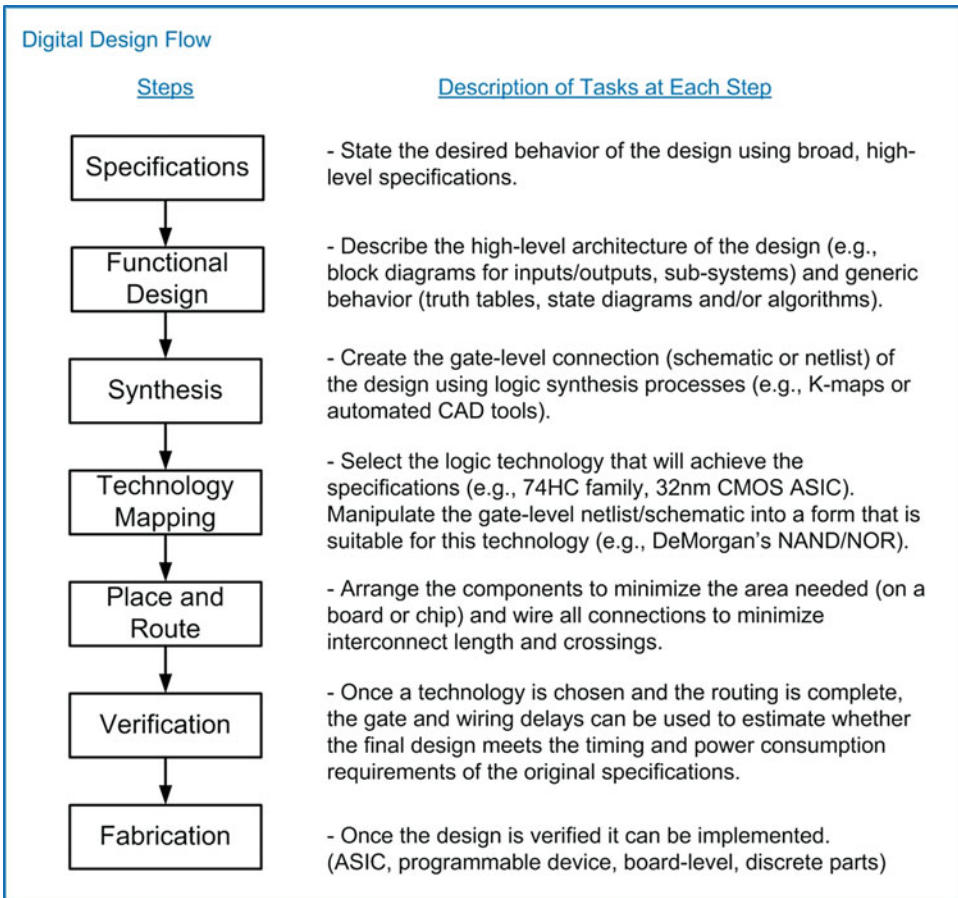 Digital Design Flow
Steps
Description of Tasks at Each Step
Specifications
- State the desired behavior of the design using broad, high-
level specifications.
Functional
Design
- Describe the high-level architecture of the design (e.g.,
block diagrams for inputs/outputs, sub-systems) and generic
behavior (truth tables, state diagrams and/or algorithms).
Synthesis
- Create the gate-level connection (schematic or netlist) of
the design using logic synthesis processes (e.g., K-maps or
automated CAD tools).
Technology
Mapping
- Select the logic technology that will achieve the
specifications (e.g., 74HC family, 32nm CMOS ASIC).
Manipulate the gate-level netlist/schematic into a form that is
suitable for this technology (e.g., DeMorgan's NAND/NOR).
Place and
Route
- Arrange the components to minimize the area needed (on a
board or chip) and wire all connections to minimize
interconnect length and crossings.
Verification
- Once a technology is chosen and the routing is complete,
the gate and wiring delays can be used to estimate whether
the final design meets the timing and power consumption
requirements of the original specifications.
Fabrication
- Once the design is verified it can be implemented.
(ASIC, programmable device, board-level, discrete parts)